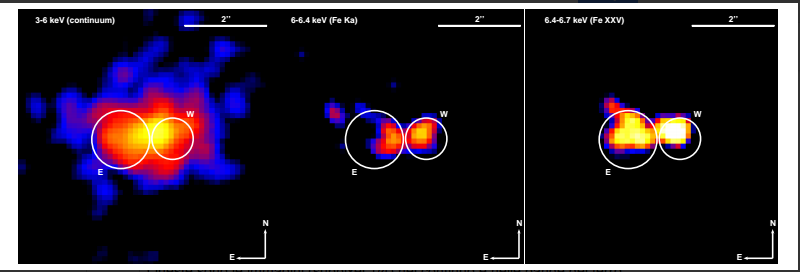 3-6 keV (continuum)
2''
W
E
N
E
6-6.4 keV (Fe Ka)
2''
W
E
N
E
6.4-6.7 keV (Fe XXV)
2''
W
E
N
E